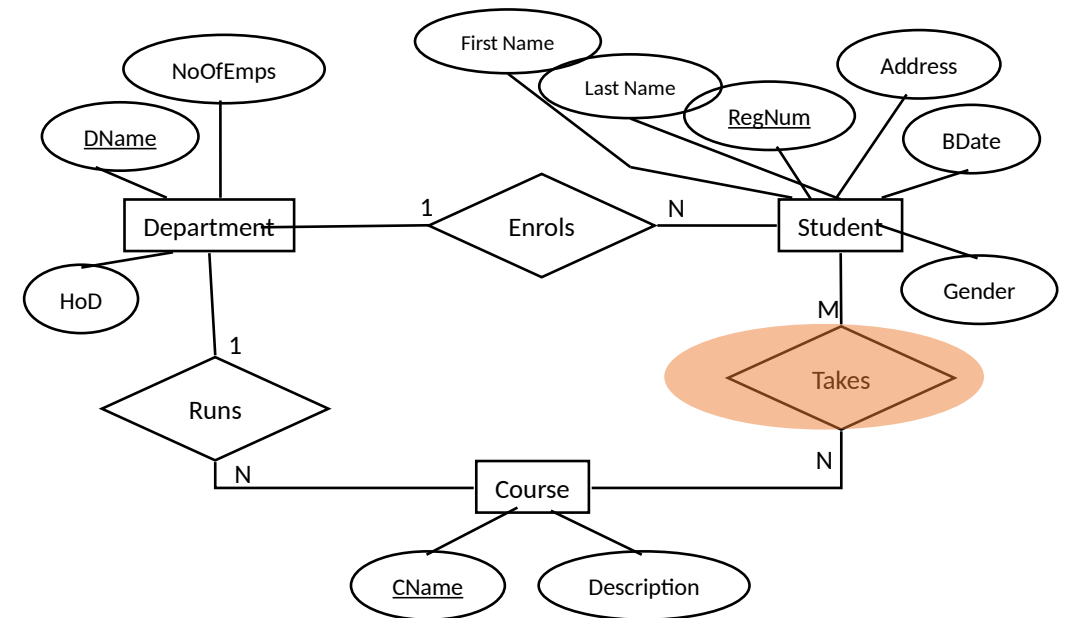 First Name
NoOfEmps
Address
Last Name
RegNum
DName
BDate
1
N
Department
Enrols
Student
HoD
Gender
M
1
Takes
Runs
N
N
Course
CName
Description